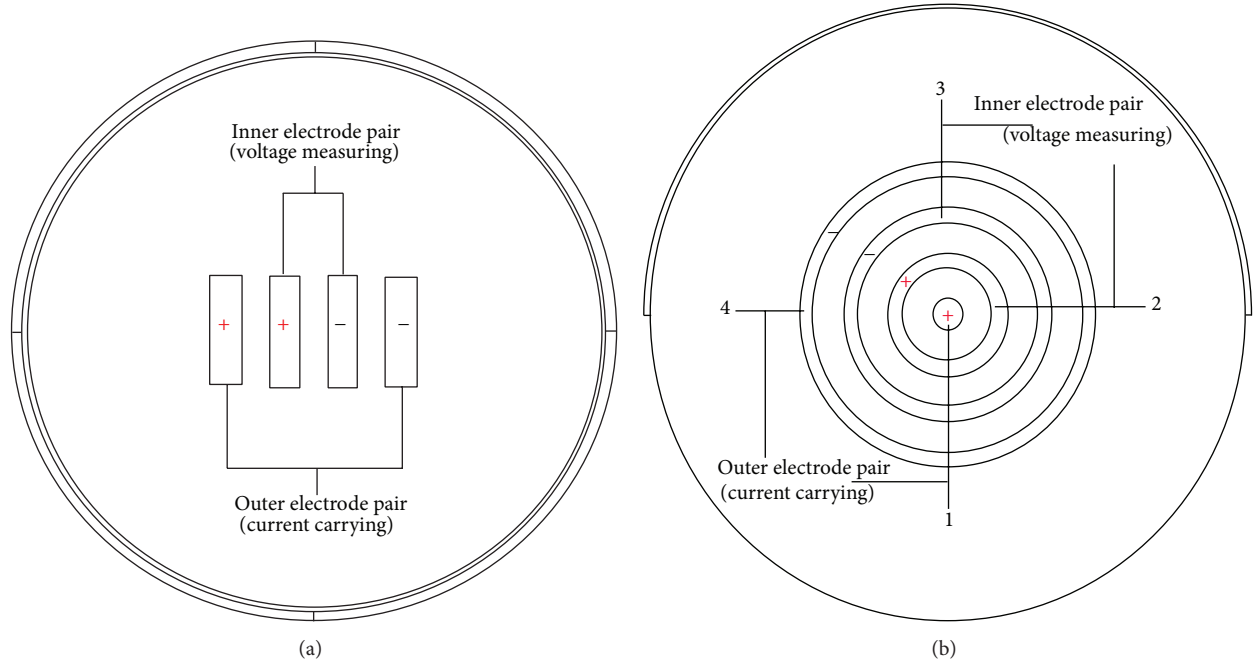 Inner electrode pair
(voltage measuring)
+ + − −
Outer electrode pair
(current carrying)
(a)
3
Inner electrode pair
(voltage measuring)
−
−
+
4
+
2
Outer electrode pair
(current carrying)
1
(b)